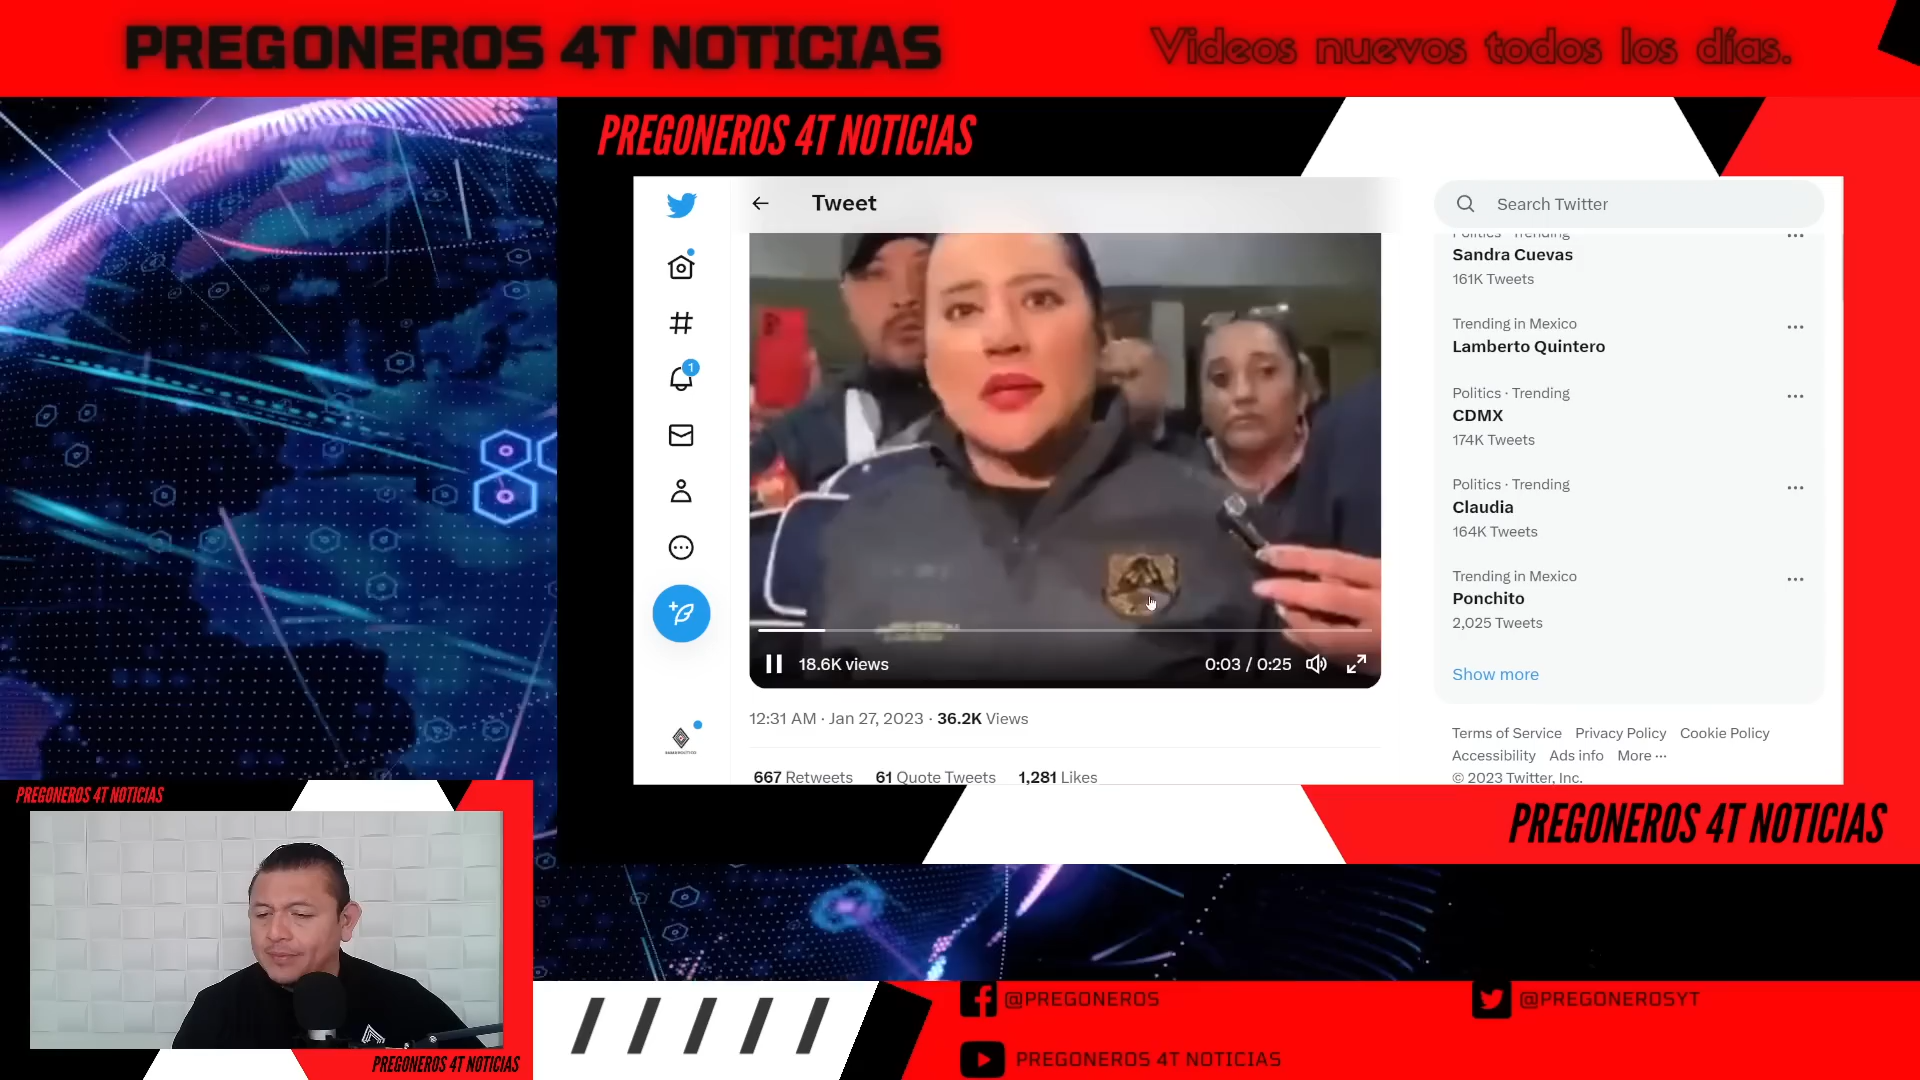 PREGONEROS 4T NOTICIAS
Videos nuevos todos los días.
PREGONEROS 4T NOTICIAS
Tweet
Search Twitter
Politics · Trending
Sandra Cuevas
161K Tweets
Trending in Mexico
Lamberto Quintero
1
Politics · Trending
CDMX
174K Tweets
Politics · Trending
Claudia
164K Tweets
Trending in Mexico
Ponchito
2,025 Tweets
Show more
18.6K views
0:03 / 0:25
12:31 AM · Jan 27, 2023 · 36.2K Views
667 Retweets 61 Quote Tweets 1,281 Likes
Terms of Service Privacy Policy Cookie Policy
Accessibility Ads info More ···
© 2023 Twitter, Inc.
PREGONEROS 4T NOTICIAS
PREGONEROS 4T NOTICIAS
PREGONEROS 4T NOTICIAS
@PREGONEROS
@PREGONEROSYT
PREGONEROS 4T NOTICIAS